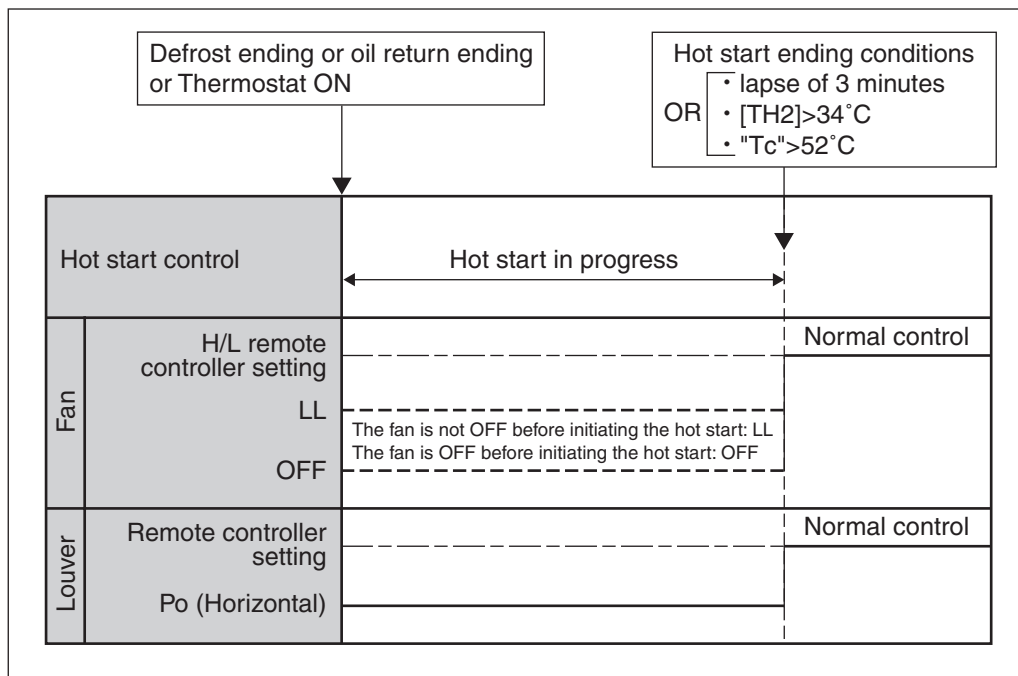 Defrost ending or oil return ending
or Thermostat ON
Hot start ending conditions
OR
・lapse of 3 minutes
・[TH2]>34˚C
・"Tc">52˚C
Hot start control
Hot start in progress
Fan
H/L remote
controller setting
Normal control
LL
The fan is not OFF before initiating the hot start: LL
The fan is OFF before initiating the hot start: OFF
OFF
Louver
Remote controller
setting
Normal control
Po (Horizontal)